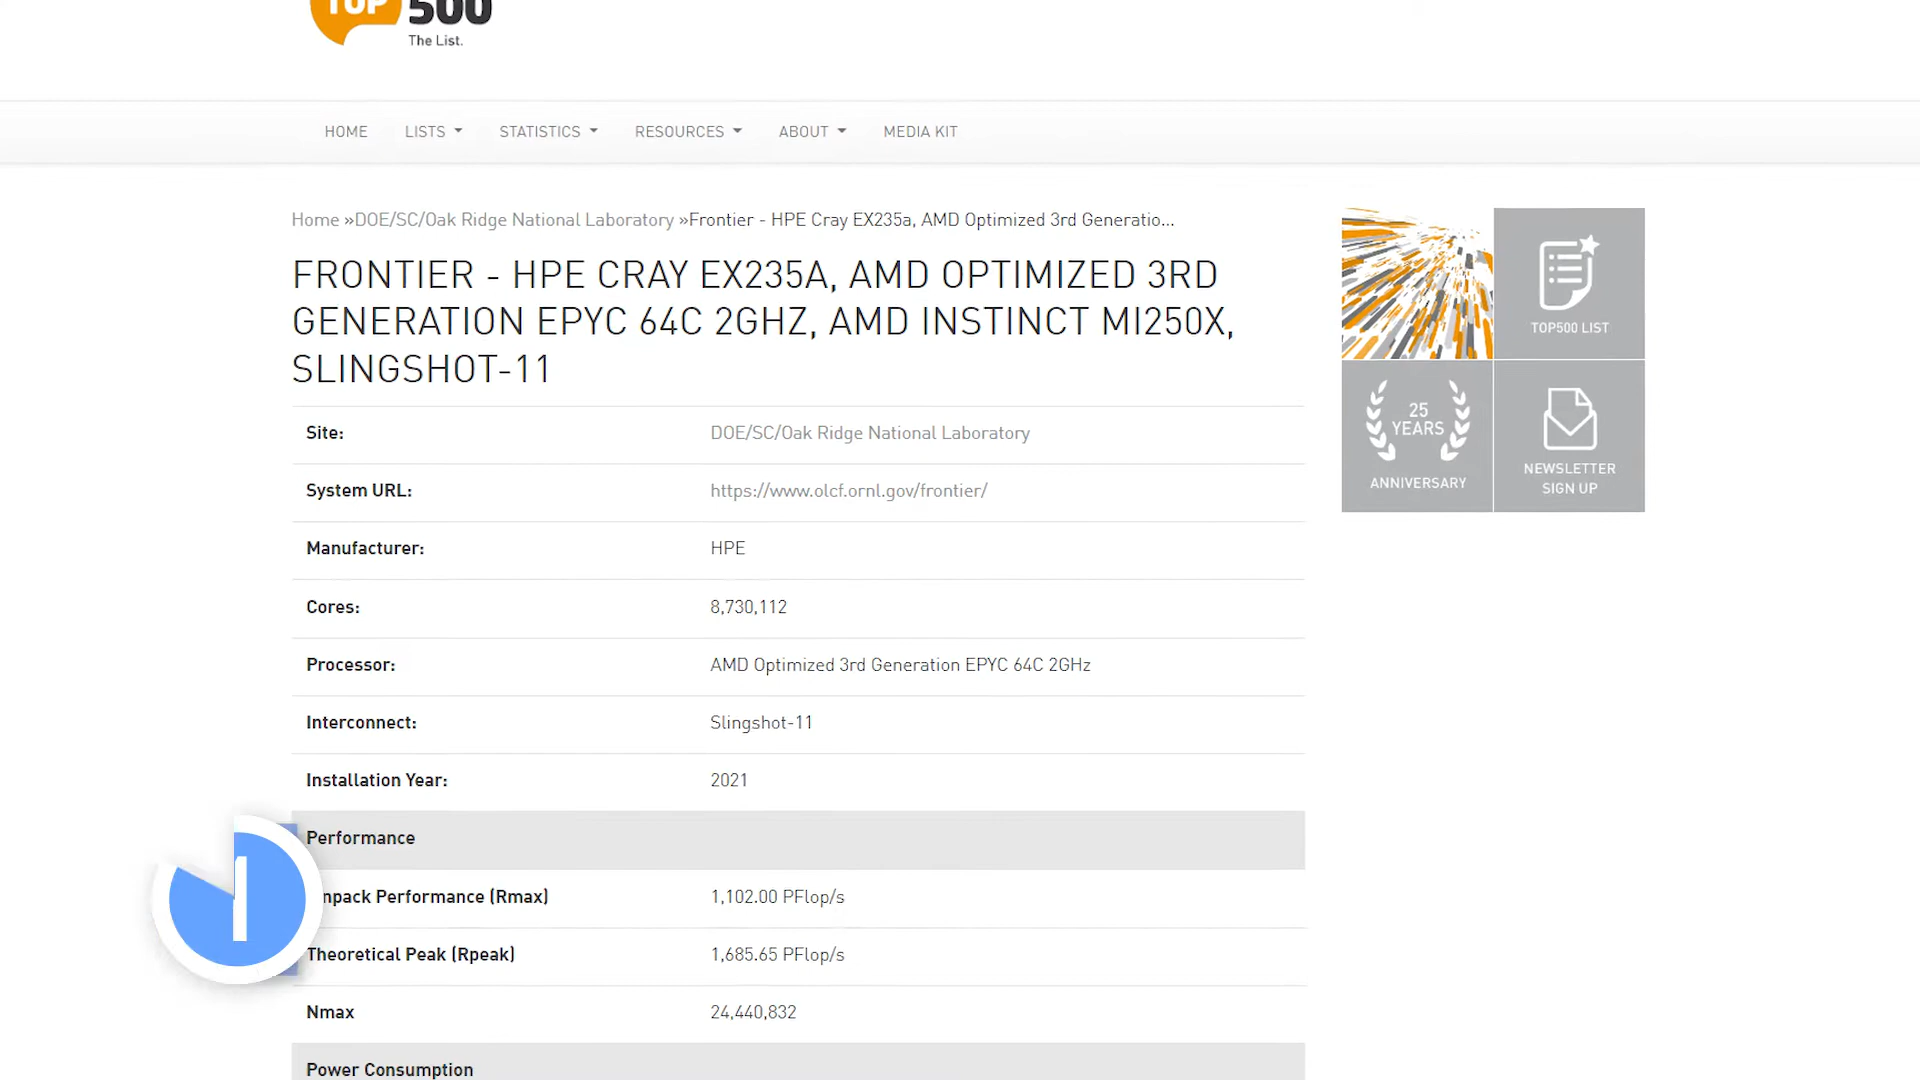 TOP 500
The List.
HOME LISTS STATISTICS RESOURCES ABOUT MEDIA KIT
Home »DOE/SC/Oak Ridge National Laboratory »Frontier - HPE Cray EX235a, AMD Optimized 3rd Generatio...
FRONTIER - HPE CRAY EX235A, AMD OPTIMIZED 3RD
GENERATION EPYC 64C 2GHZ, AMD INSTINCT MI250X,
SLINGSHOT-11
TOP500 LIST
25
YEARS
ANNIVERSARY
NEWSLETTER
SIGN UP
Site: DOE/SC/Oak Ridge National Laboratory
System URL: https://www.olcf.ornl.gov/frontier/
Manufacturer: HPE
Cores: 8,730,112
Processor: AMD Optimized 3rd Generation EPYC 64C 2GHz
Interconnect: Slingshot-11
Installation Year: 2021
Performance
npack Performance (Rmax) 1,102.00 PFlop/s
Theoretical Peak (Rpeak) 1,685.65 PFlop/s
Nmax 24,440,832
Power Consumption